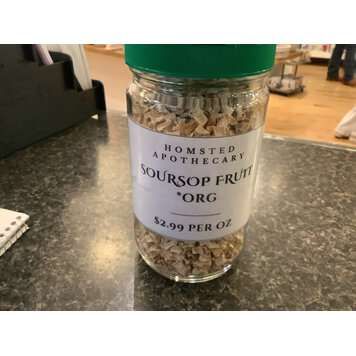 HOMSTED
APOTHECARY
SOURSOP FRUIT
*ORG
$2.99 PER OZ